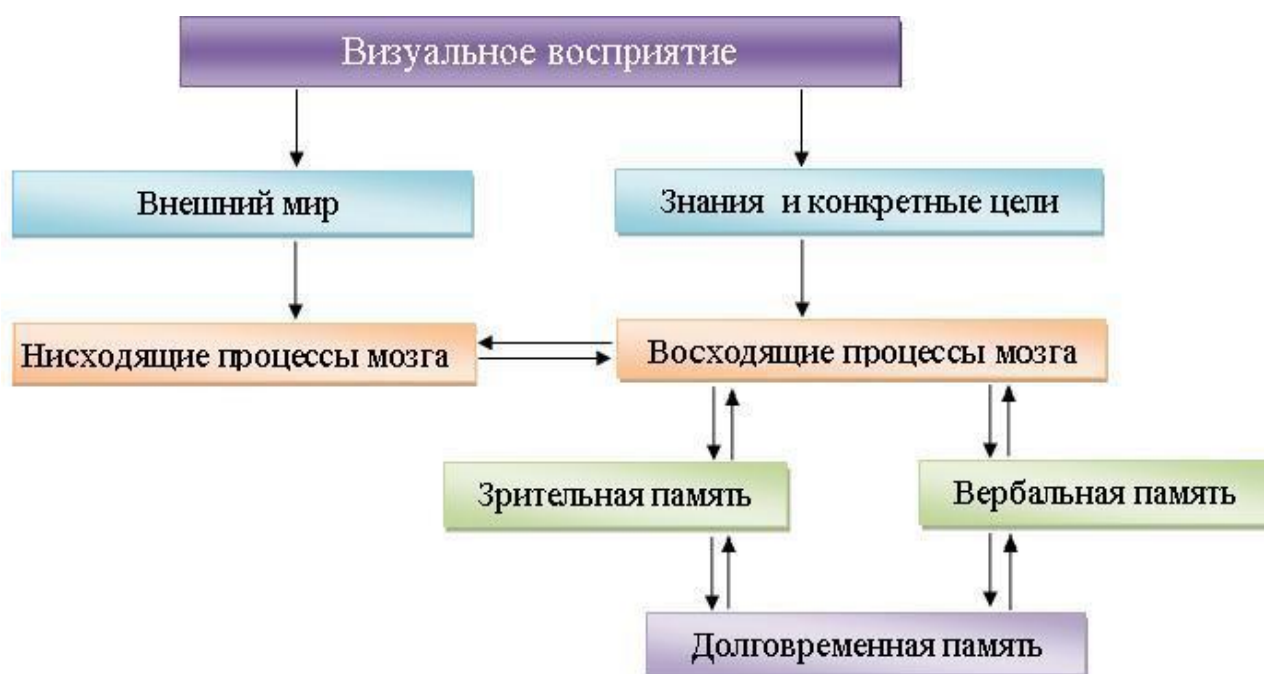 Визуальное восприятие
Внешний мир
Знания и конкретные цели
Нисходящие процессы мозга
Восходящие процессы мозга
Зрительная память
Вербальная память
Долговременная память